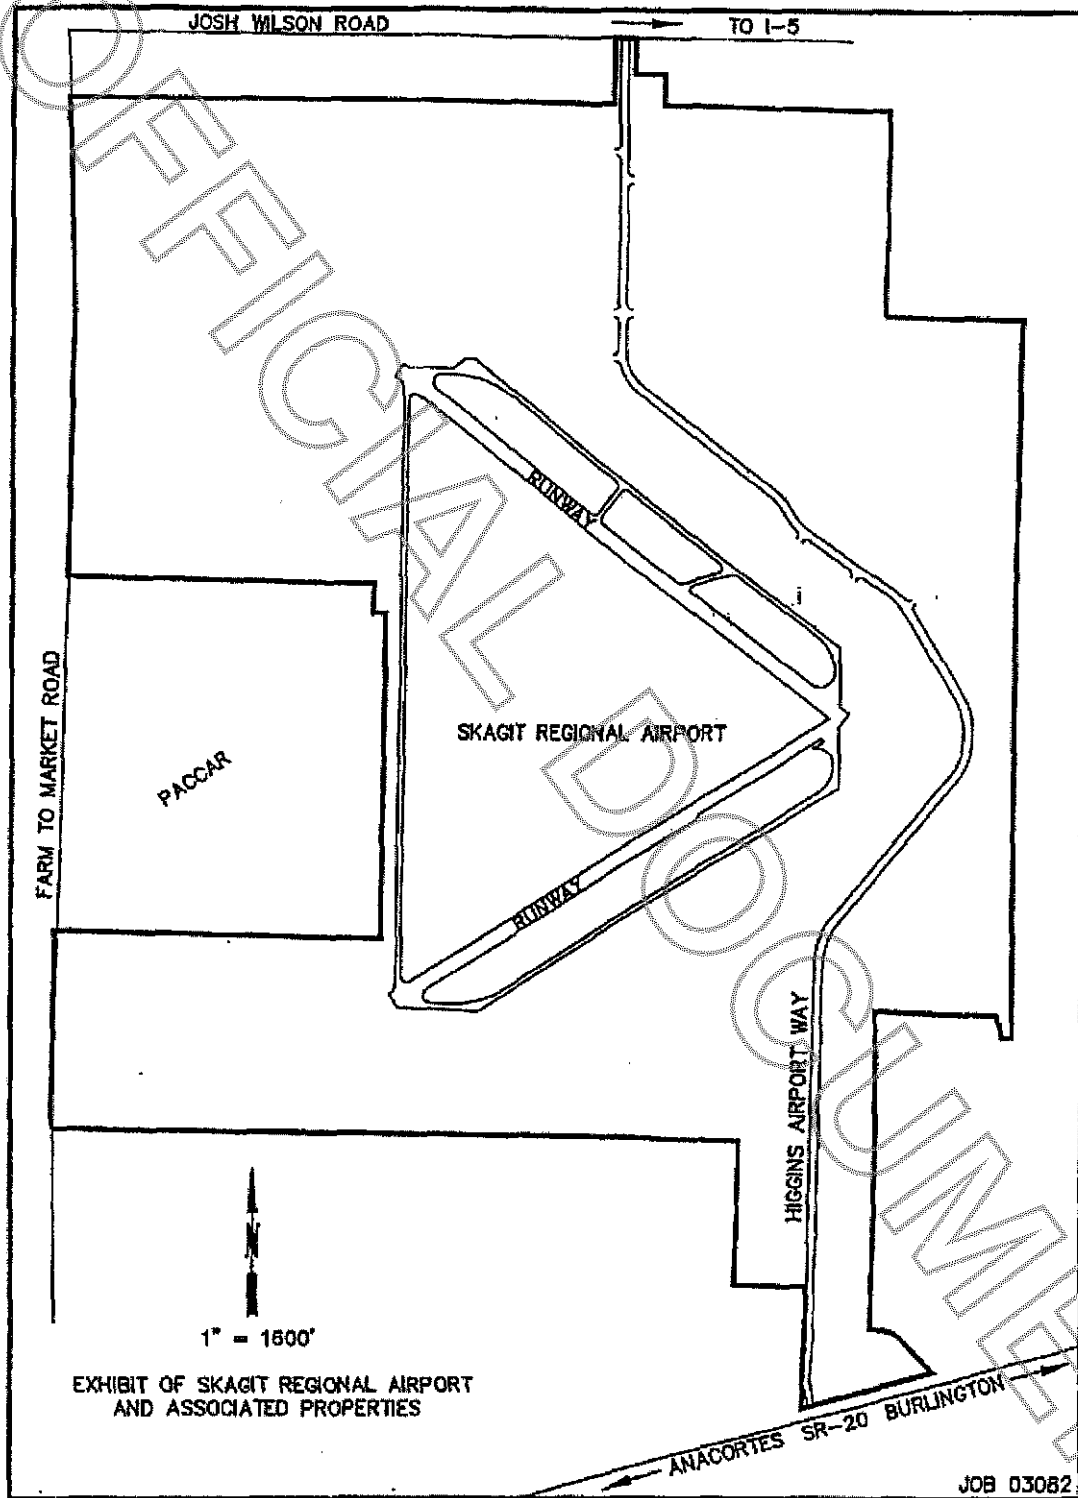 JOSH WILSON ROAD
TO I-5
RUNWAY
SKAGIT REGIONAL AIRPORT
FARM TO MARKET ROAD
PACCAR
RUNWAY
HIGGINS AIRPORT WAY
N
1" = 1600'
EXHIBIT OF SKAGIT REGIONAL AIRPORT
AND ASSOCIATED PROPERTIES
ANACORTES SR-20 BURLINGTON
JOB 03082
OFFICIAL DOCUME